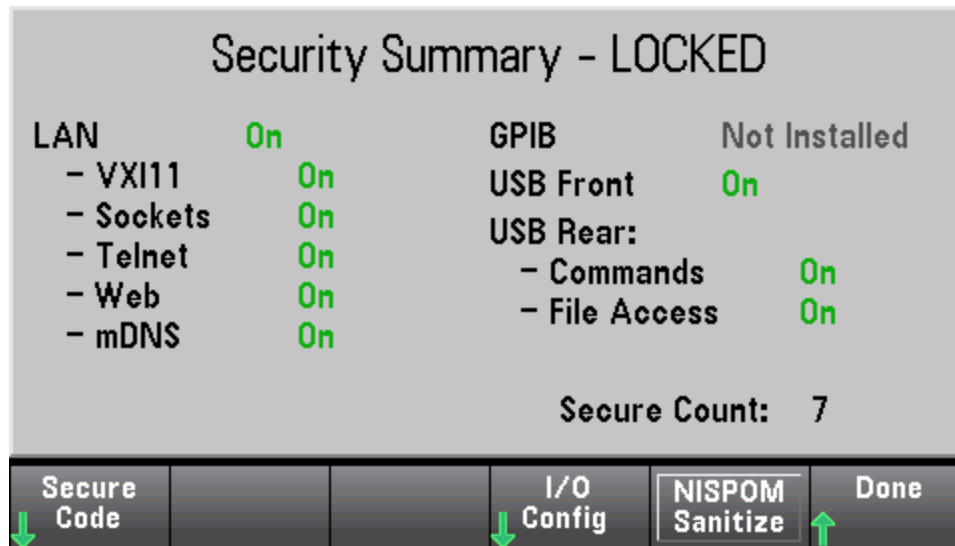 Security Summary - LOCKED
LAN On
- VXI11 On
- Sockets On
- Telnet On
- Web On
- mDNS On
GPIB Not Installed
USB Front On
USB Rear:
- Commands On
- File Access On
Secure Count: 7
Secure
Code
I/O
Config
NISPOM
Sanitize
Done